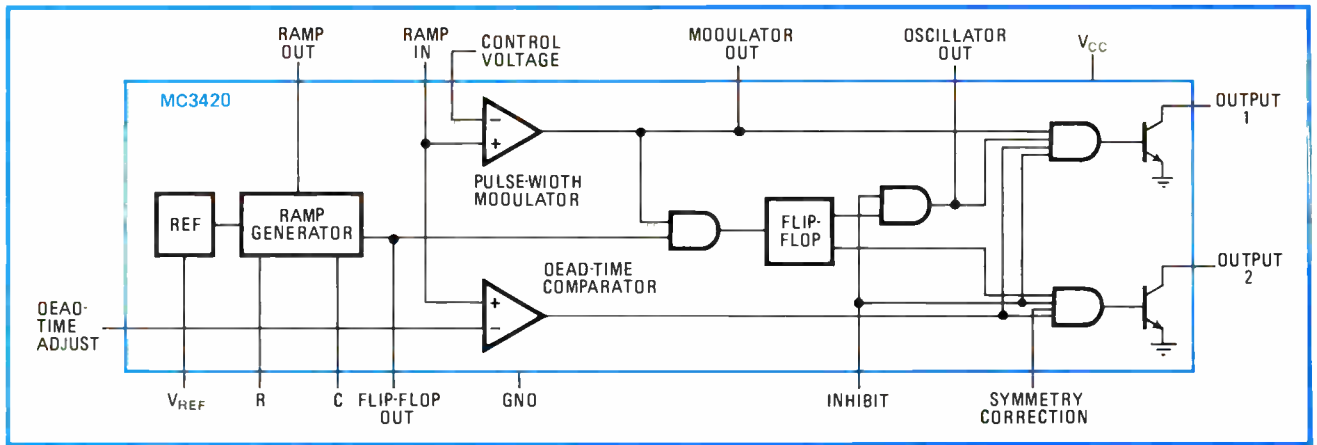 RAMP
OUT
RAMP
IN
CONTROL
VOLTAGE
MODULATOR
OUT
OSCILLATOR
OUT
VCC
MC3420
OUTPUT
1
PULSE-WIDTH
MODULATOR
REF
RAMP
GENERATOR
FLIP-
FLOP
DEAD-TIME
COMPARATOR
OUTPUT
2
DEAD-
TIME
ADJUST
VREF
R
C
FLIP-FLOP
OUT
GND
INHIBIT
SYMMETRY
CORRECTION
−
+
+
−